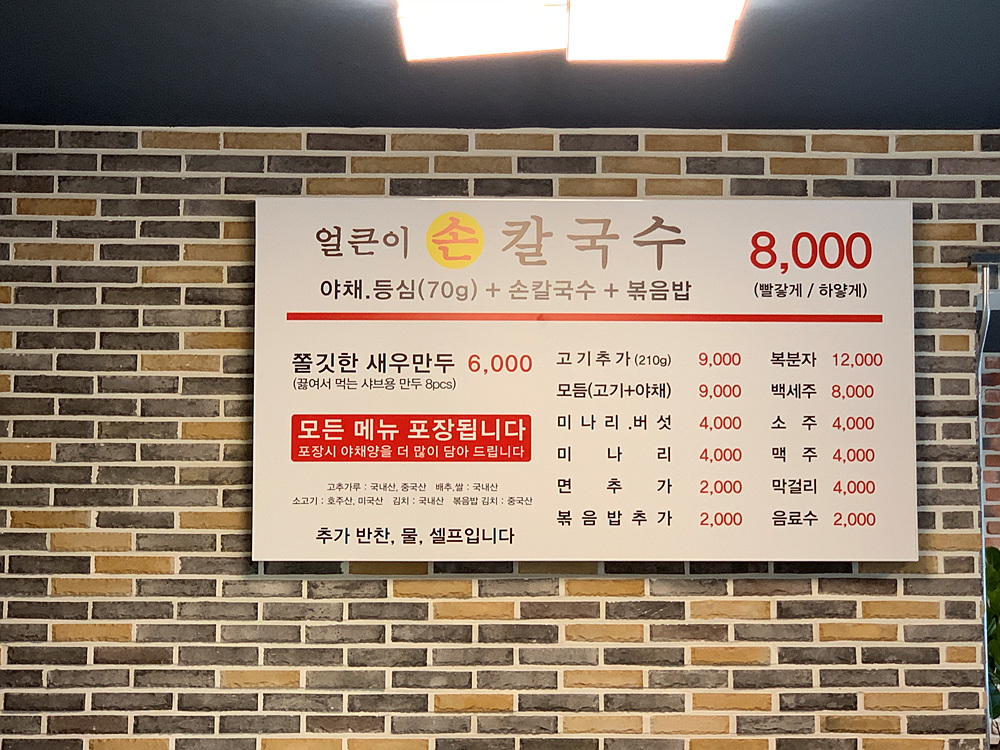 얼큰이 손 칼국수 8,000
야채.등심(70g) + 손칼국수 + 볶음밥 (빨갛게 / 하얗게)
쫄깃한 새우만두 6,000
(끓여서 먹는 샤브용 만두 8pcs)
모든 메뉴 포장됩니다
포장시 야채양을 더 많이 담아 드립니다
고추가루 : 국내산, 중국산 배추,쌀 : 국내산
소고기 : 호주산, 미국산 김치 : 국내산 볶음밥 김치 : 중국산
추가 반찬, 물, 셀프입니다
고기추가 (210g) 9,000
모듬(고기+야채) 9,000
미나리.버섯 4,000
미나리 4,000
면추가 2,000
볶음밥추가 2,000
복분자 12,000
백세주 8,000
소주 4,000
맥주 4,000
막걸리 4,000
음료수 2,000